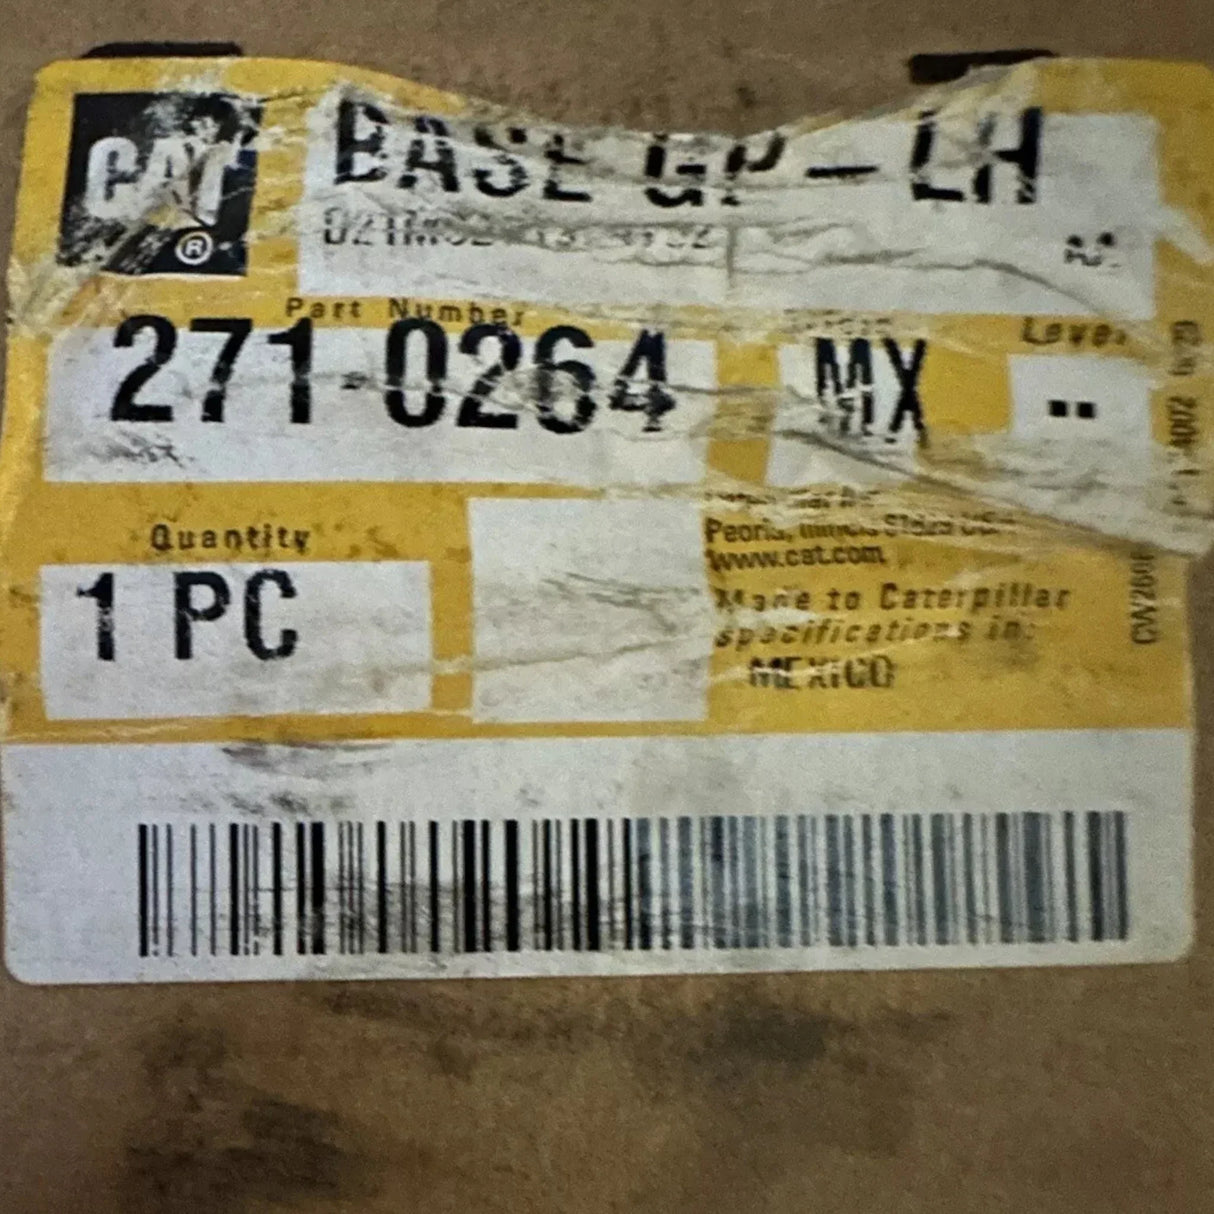 CAT
®
BASE GP-LH
Part Number
Level
271-0264
MX
--
Quantity
1 PC
Peoria, Illinois
www.cat.com
Made to Caterpillar
specifications in:
MEXICO